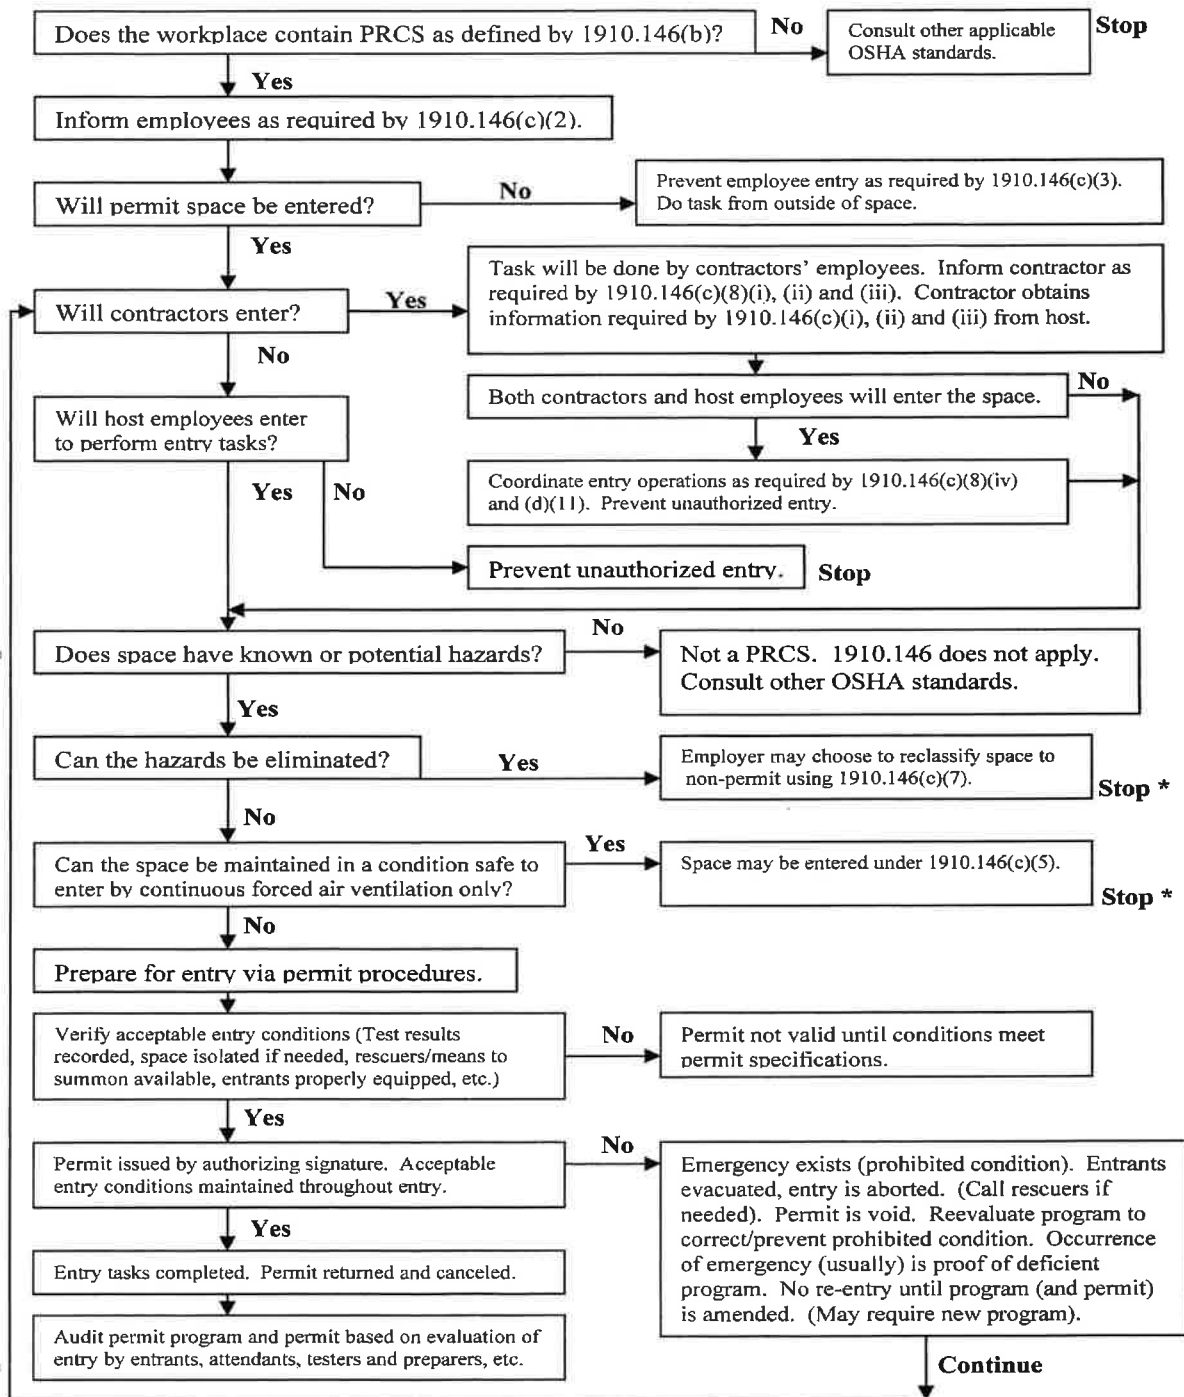 Does the workplace contain PRCS as defined by 1910.146(b)?
No
Consult other applicable
OSHA standards.
Stop
Yes
Inform employees as required by 1910.146(c)(2).
Will permit space be entered?
No
Prevent employee entry as required by 1910.146(c)(3).
Do task from outside of space.
Yes
Will contractors enter?
Yes
Task will be done by contractors’ employees. Inform contractor as
required by 1910.146(c)(8)(i), (ii) and (iii). Contractor obtains
information required by 1910.146(c)(i), (ii) and (iii) from host.
No
Both contractors and host employees will enter the space.
No
Will host employees enter
to perform entry tasks?
Yes
Yes
No
Coordinate entry operations as required by 1910.146(c)(8)(iv)
and (d)(11). Prevent unauthorized entry.
Prevent unauthorized entry.
Stop
Does space have known or potential hazards?
No
Not a PRCS. 1910.146 does not apply.
Consult other OSHA standards.
Yes
Can the hazards be eliminated?
Yes
Employer may choose to reclassify space to
non-permit using 1910.146(c)(7).
Stop *
No
Can the space be maintained in a condition safe to
enter by continuous forced air ventilation only?
Yes
Space may be entered under 1910.146(c)(5).
Stop *
No
Prepare for entry via permit procedures.
Verify acceptable entry conditions (Test results
recorded, space isolated if needed, rescuers/means to
summon available, entrants properly equipped, etc.)
No
Permit not valid until conditions meet
permit specifications.
Yes
Permit issued by authorizing signature. Acceptable
entry conditions maintained throughout entry.
No
Emergency exists (prohibited condition). Entrants
evacuated, entry is aborted. (Call rescuers if
needed). Permit is void. Reevaluate program to
correct/prevent prohibited condition. Occurrence
of emergency (usually) is proof of deficient
program. No re-entry until program (and permit)
is amended. (May require new program).
Yes
Entry tasks completed. Permit returned and canceled.
Audit permit program and permit based on evaluation of
entry by entrants, attendants, testers and preparers, etc.
Continue